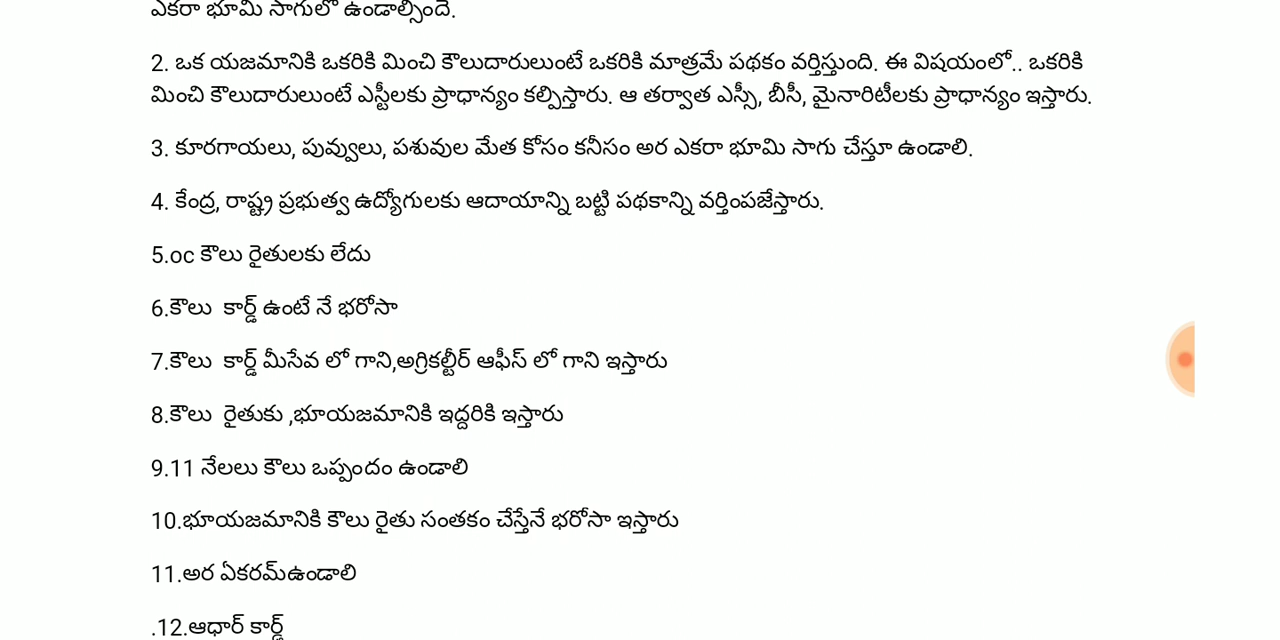 ఎకరా భూమి సాగులో ఉండాల్సిందే.
2. ఒక యజమానికి ఒకరికి మించి కౌలుదారులుంటే ఒకరికి మాత్రమే పథకం వర్తిస్తుంది. ఈ విషయంలో.. ఒకరికి
మించి కౌలుదారులుంటే ఎస్టీలకు ప్రాధాన్యం కల్పిస్తారు. ఆ తర్వాత ఎస్సీ, బీసీ, మైనారిటీలకు ప్రాధాన్యం ఇస్తారు.
3. కూరగాయలు, పువ్వులు, పశువుల మేత కోసం కనీసం అర ఎకరా భూమి సాగు చేస్తూ ఉండాలి.
4. కేంద్ర, రాష్ట్ర ప్రభుత్వ ఉద్యోగులకు ఆదాయాన్ని బట్టి పథకాన్ని వర్తింపజేస్తారు.
5.oc కౌలు రైతులకు లేదు
6.కౌలు  కార్డ్ ఉంటే నే భరోసా
7.కౌలు  కార్డ్ మీసేవ లో గాని,అగ్రికల్టీర్ ఆఫీస్ లో గాని ఇస్తారు
8.కౌలు  రైతుకు ,భూయజమానికి ఇద్దరికి ఇస్తారు
9.11 నేలలు కౌలు ఒప్పందం ఉండాలి
10.భూయజమానికి కౌలు రైతు సంతకం చేస్తేనే భరోసా ఇస్తారు
11.అర ఏకరమ్ఉండాలి
.12.ఆధార్ కార్డ్